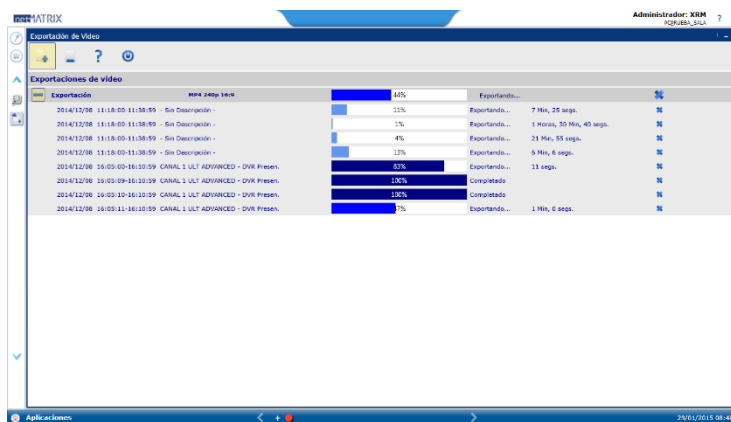 netMATRIX
Administrador: XRM
PC|RUEBA_SALA
?
Exportación de Vídeo
?
Exportaciones de video
Exportación MP4 240p 16:9 44% Exportando...
2014/12/08 11:18:00-11:38:59 - Sin Descripción - 11% Exportando... 7 Min, 25 segs.
2014/12/08 11:18:00-11:38:59 - Sin Descripción - 1% Exportando... 1 Horas, 30 Min, 40 segs.
2014/12/08 11:18:00-11:38:59 - Sin Descripción - 4% Exportando... 21 Min, 55 segs.
2014/12/08 11:18:00-11:38:59 - Sin Descripción - 13% Exportando... 6 Min, 6 segs.
2014/12/08 16:05:00-16:10:59 CANAL 1 ULT ADVANCED - DVR Presen. 83% Exportando... 11 segs.
2014/12/08 16:05:09-16:10:59 CANAL 1 ULT ADVANCED - DVR Presen. 100% Completado
2014/12/08 16:05:10-16:10:59 CANAL 1 ULT ADVANCED - DVR Presen. 100% Completado
2014/12/08 16:05:11-16:10:59 CANAL 1 ULT ADVANCED - DVR Presen. 47% Exportando... 1 Min, 0 segs.
Aplicaciones
29/01/2015 08:48